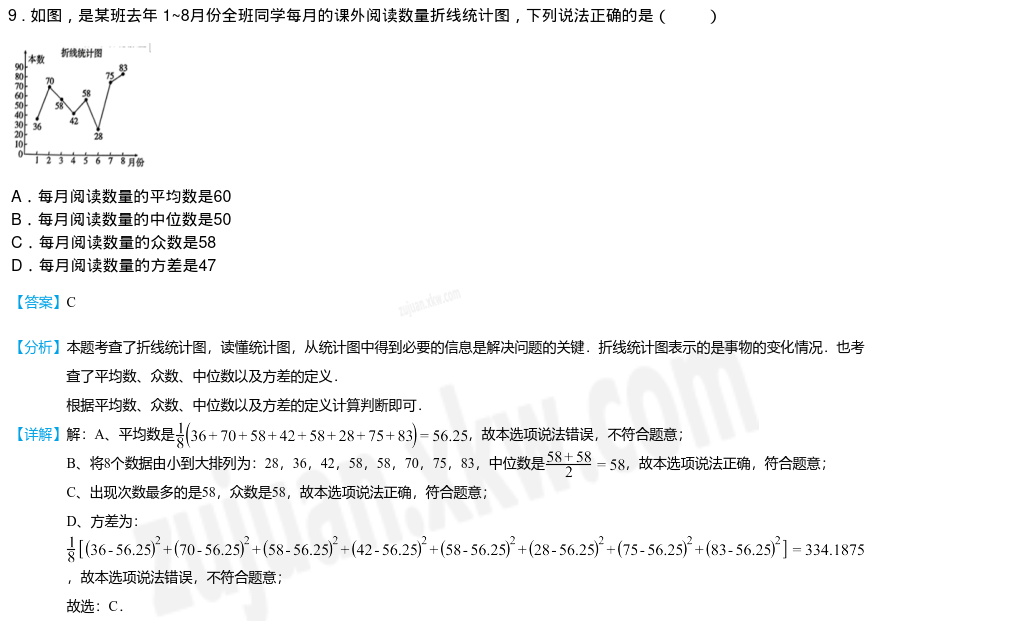 9．如图，是某班去年 1~8月份全班同学每月的课外阅读数量折线统计图，下列说法正确的是（　　）
折线统计图
本数
90
80
70
60
50
40
30
20
10
0
36
70
58
42
58
28
75
83
1 2 3 4 5 6 7 8 月份
A．每月阅读数量的平均数是60
B．每月阅读数量的中位数是50
C．每月阅读数量的众数是58
D．每月阅读数量的方差是47
【答案】C
zujuan.xkw.com
【分析】本题考查了折线统计图，读懂统计图，从统计图中得到必要的信息是解决问题的关键．折线统计图表示的是事物的变化情况．也考
查了平均数、众数、中位数以及方差的定义．
根据平均数、众数、中位数以及方差的定义计算判断即可．
【详解】解：A、平均数是1/8(36+70+58+42+58+28+75+83)=56.25，故本选项说法错误，不符合题意；
B、将8个数据由小到大排列为：28，36，42，58，58，70，75，83，中位数是(58+58)/2 =58，故本选项说法正确，符合题意；
C、出现次数最多的是58，众数是58，故本选项说法正确，符合题意；
D、方差为：
1/8[(36-56.25)²+(70-56.25)²+(58-56.25)²+(42-56.25)²+(58-56.25)²+(28-56.25)²+(75-56.25)²+(83-56.25)²]=334.1875
，故本选项说法错误，不符合题意；
故选：C．
zujuan.xkw.com